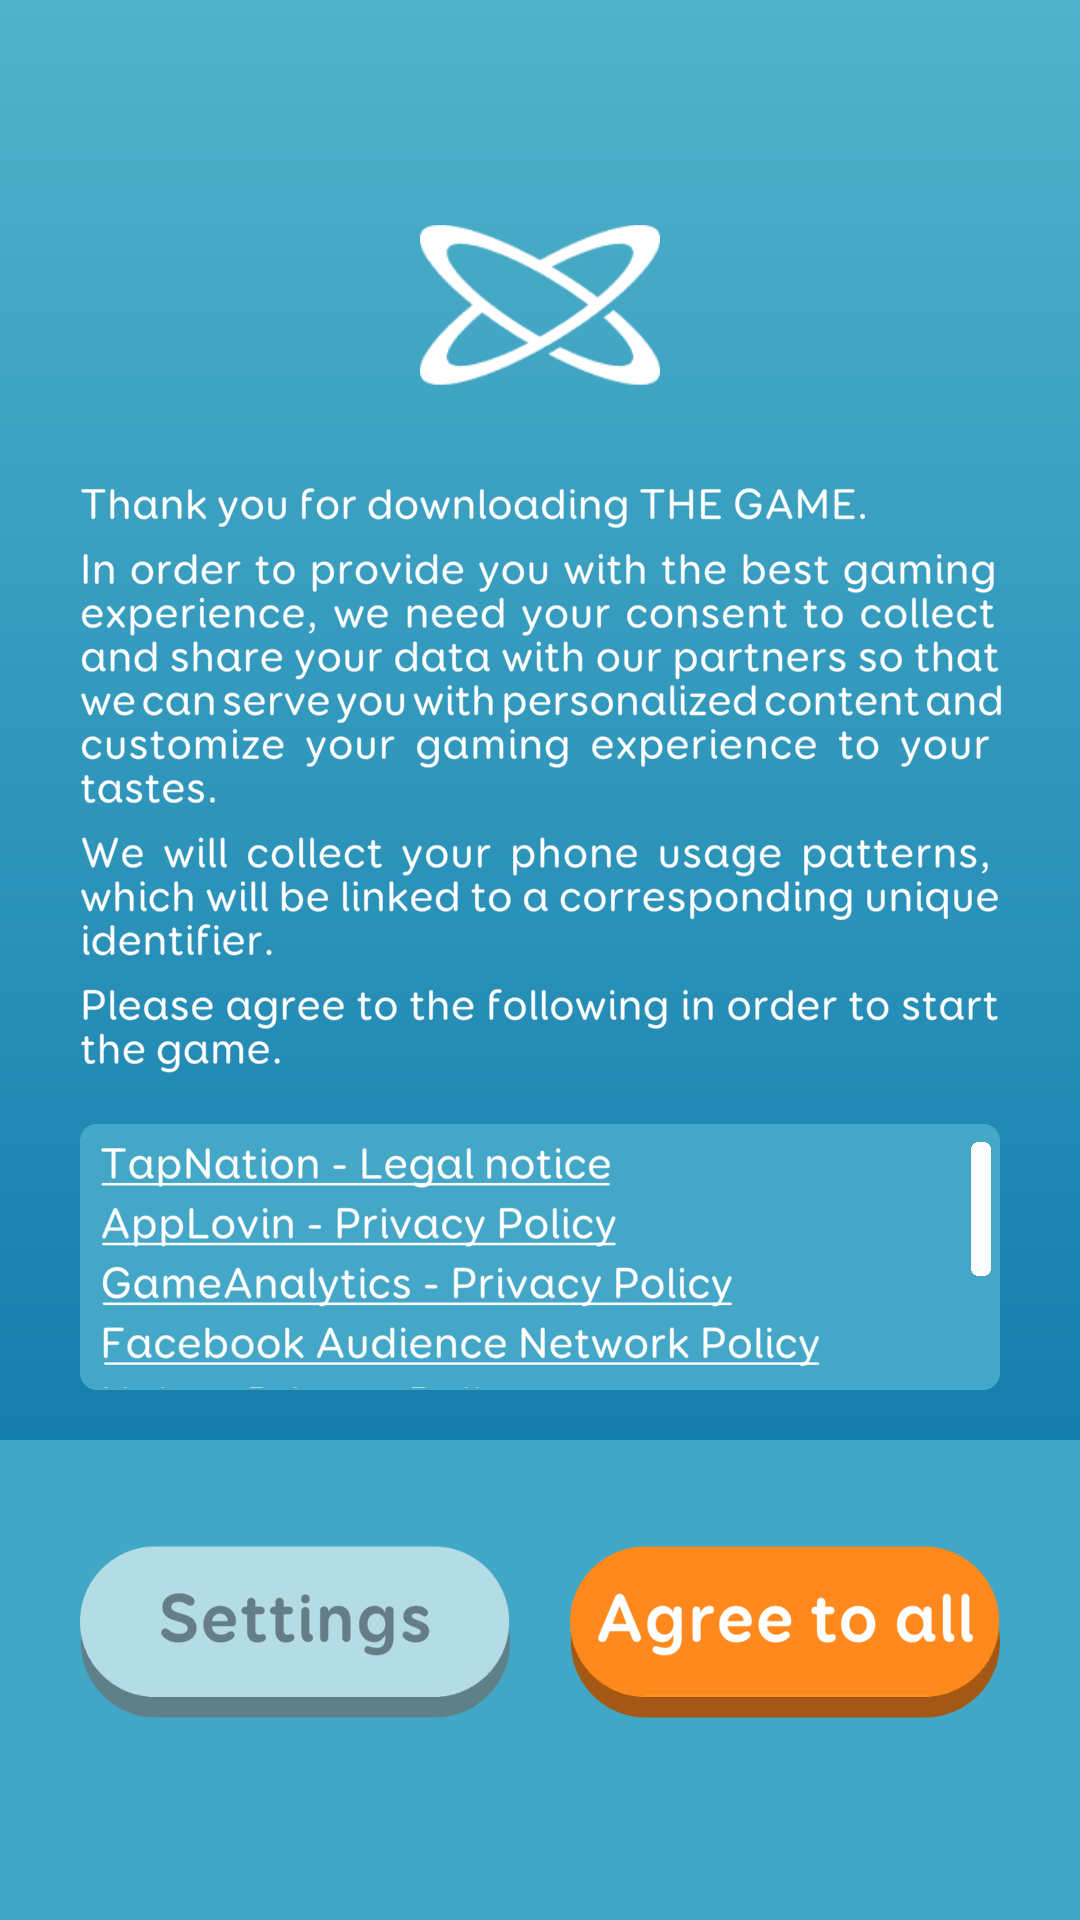 Thank you for downloading THE GAME.
In order to provide you with the best gaming
experience, we need your consent to collect
and share your data with our partners so that
we can serve you with personalized content and
customize your gaming experience to your
tastes.
We will collect your phone usage patterns,
which will be linked to a corresponding unique
identifier.
Please agree to the following in order to start
the game.
TapNation - Legal notice
AppLovin - Privacy Policy
GameAnalytics - Privacy Policy
Facebook Audience Network Policy
Settings
Agree to all